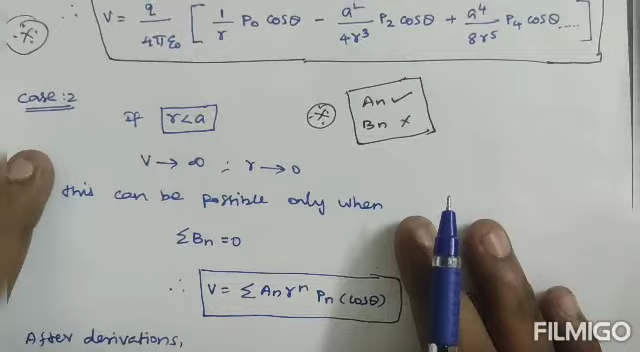 ∴ V = q/4πε₀ [ 1/r P₀ cosθ - a²/4r³ P₂ cosθ + a⁴/8r⁵ P₄ cosθ ..... ]
Case:2
If r<a
An ✓
Bn ×
V → ∞ ∴ r → 0
this can be possible only when
ΣBn = 0
∴ V = Σ An rⁿ Pn (cosθ)
After derivations,
FILMIGO